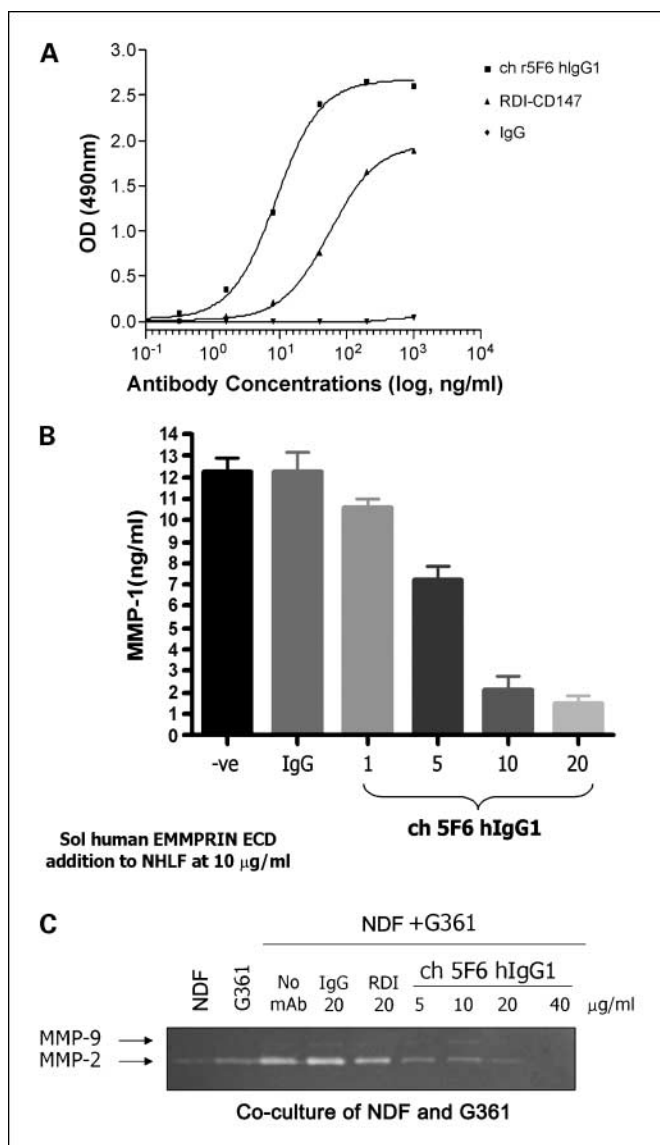 A
3.0
2.5
2.0
1.5
1.0
0.5
0.0
OD (490nm)
10-1 100 101 102 103 104
Antibody Concentrations (log, ng/ml)
ch r5F6 hIgG1
RDI-CD147
IgG
B
14
13
12
11
10
9
8
7
6
5
4
3
2
1
0
MMP-1(ng/ml)
-ve IgG 1 5 10 20
ch 5F6 hIgG1
Sol human EMMPRIN ECD
addition to NHLF at 10 µg/ml
C
NDF +G361
NDF G361 No mAb IgG 20 RDI 20 ch 5F6 hIgG1
5 10 20 40 µg/ml
MMP-9
MMP-2
Co-culture of NDF and G361